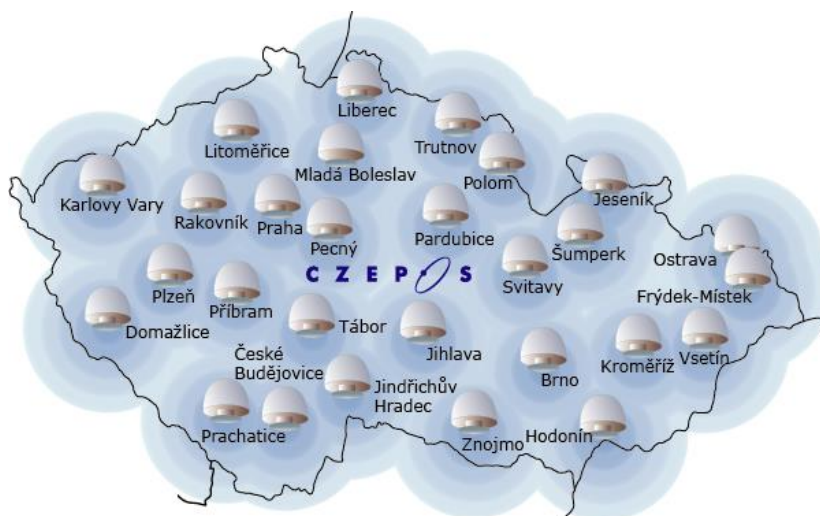 Liberec
Litoměřice
Trutnov
Mladá Boleslav
Polom
Karlovy Vary
Jeseník
Rakovník
Praha
Pecný
Pardubice
Šumperk
Ostrava
CZEPOS
Svitavy
Plzeň
Frýdek-Místek
Příbram
Domažlice
Tábor
Jihlava
Vsetín
Kroměříž
České
Budějovice
Brno
Jindřichův
Hradec
Prachatice
Znojmo
Hodonín